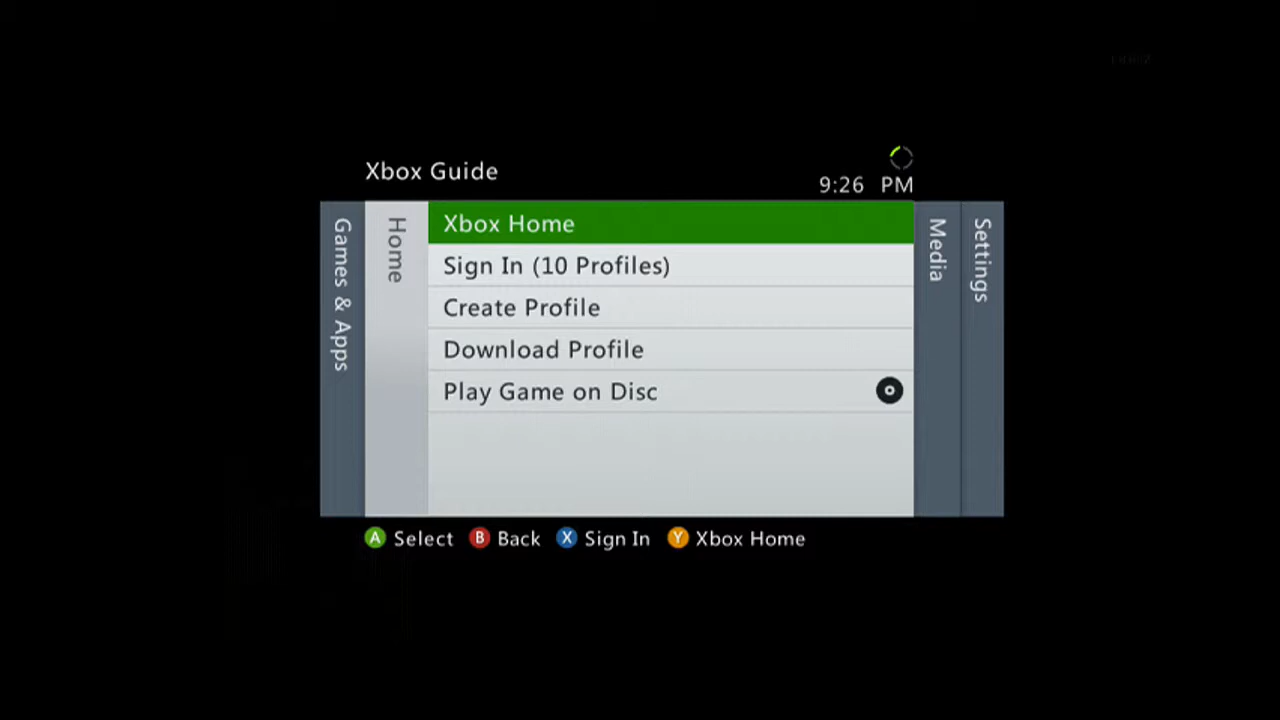 Xbox Guide
9:26 PM
Games & Apps
Home
Xbox Home
Sign In (10 Profiles)
Create Profile
Download Profile
Play Game on Disc
Media
Settings
A Select B Back X Sign In Y Xbox Home